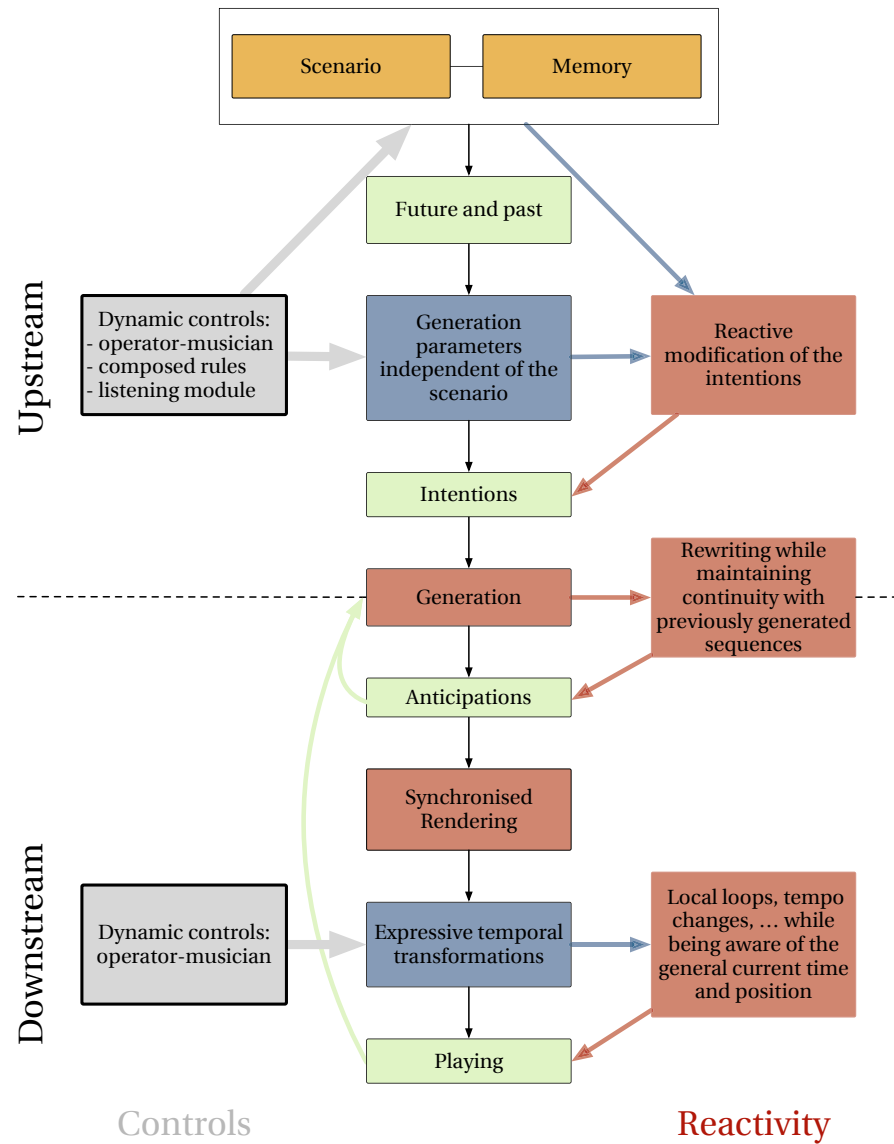 Scenario
Memory
Future and past
Upstream
Dynamic controls:
- operator-musician
- composed rules
- listening module
Generation
parameters
independent of the
scenario
Reactive
modification of the
intentions
Intentions
Generation
Rewriting while
maintaining
continuity with
previously generated
sequences
Anticipations
Synchronised
Rendering
Downstream
Dynamic controls:
operator-musician
Expressive temporal
transformations
Local loops, tempo
changes, … while
being aware of the
general current time
and position
Playing
Controls
Reactivity